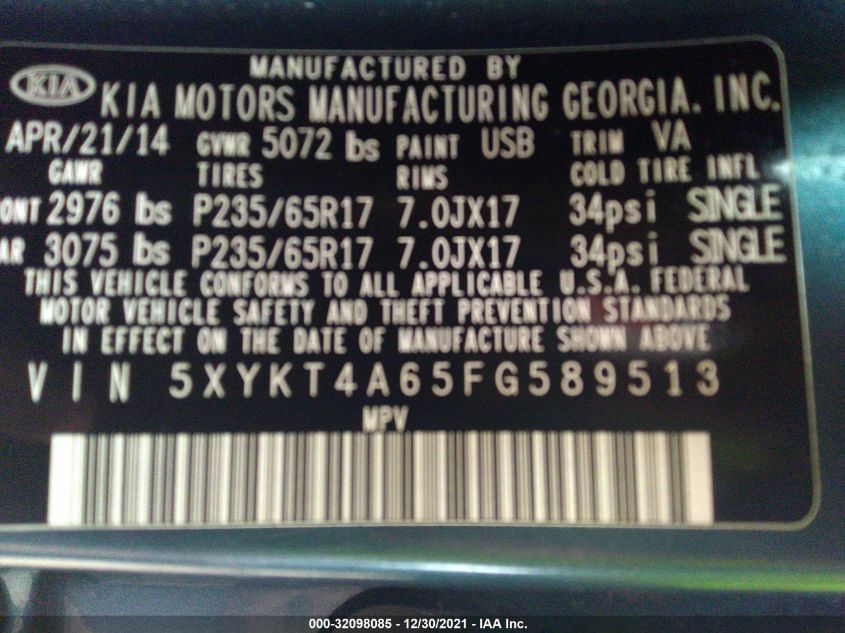 MANUFACTURED BY
KIA KIA MOTORS MANUFACTURING GEORGIA. INC.
APR/21/14 GVWR 5072 lbs PAINT USB TRIM VA
GAWR TIRES RIMS COLD TIRE INFL.
ONT 2976 lbs P235/65R17 7.0JX17 34psi SINGLE
AR 3075 lbs P235/65R17 7.0JX17 34psi SINGLE
THIS VEHICLE CONFORMS TO ALL APPLICABLE U.S.A. FEDERAL
MOTOR VEHICLE SAFETY AND THEFT PREVENTION STANDARDS
IN EFFECT ON THE DATE OF MANUFACTURE SHOWN ABOVE
VIN 5XYKT4A65FG589513
MPV
000-32098085 - 12/30/2021 - IAA Inc.